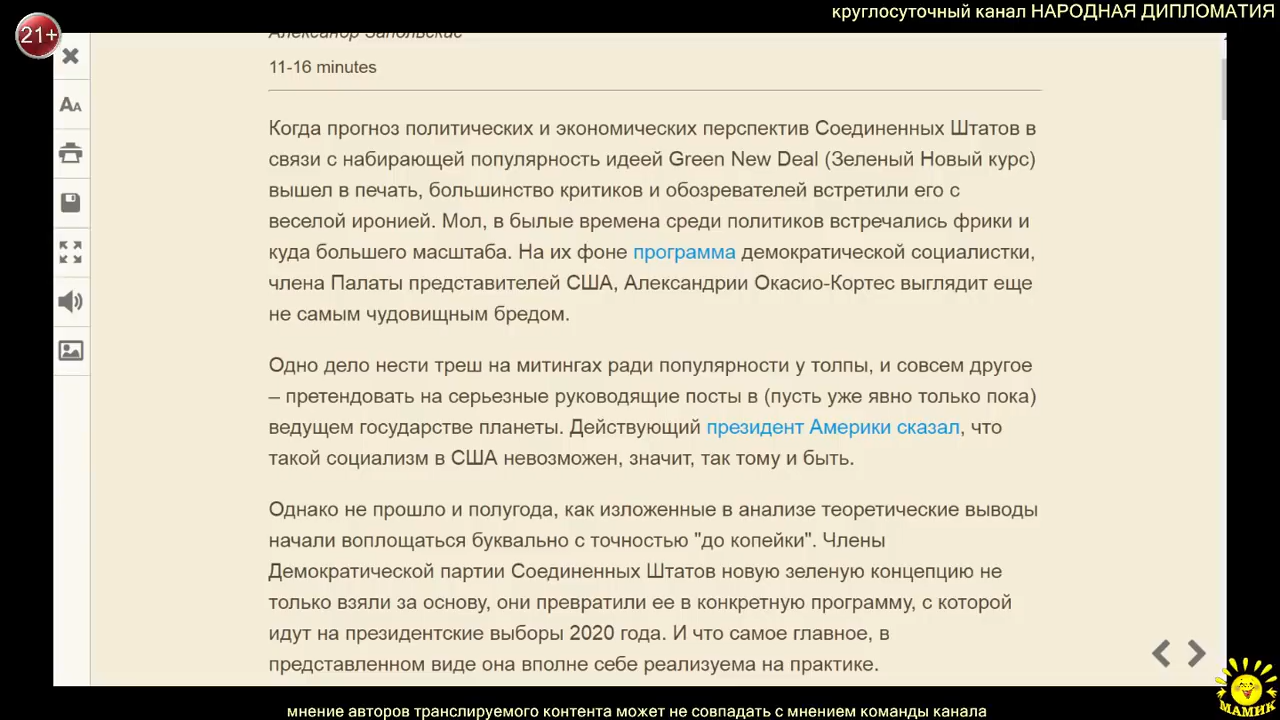 круглосуточный канал НАРОДНАЯ ДИПЛОМАТИЯ
21+
Александр Запольскис
11-16 minutes
AA
Когда прогноз политических и экономических перспектив Соединенных Штатов в
связи с набирающей популярность идеей Green New Deal (Зеленый Новый курс)
вышел в печать, большинство критиков и обозревателей встретили его с
веселой иронией. Мол, в былые времена среди политиков встречались фрики и
куда большего масштаба. На их фоне программа демократической социалистки,
члена Палаты представителей США, Александрии Окасио-Кортес выглядит еще
не самым чудовищным бредом.
Одно дело нести треш на митингах ради популярности у толпы, и совсем другое
– претендовать на серьезные руководящие посты в (пусть уже явно только пока)
ведущем государстве планеты. Действующий президент Америки сказал, что
такой социализм в США невозможен, значит, так тому и быть.
Однако не прошло и полугода, как изложенные в анализе теоретические выводы
начали воплощаться буквально с точностью "до копейки". Члены
Демократической партии Соединенных Штатов новую зеленую концепцию не
только взяли за основу, они превратили ее в конкретную программу, с которой
идут на президентские выборы 2020 года. И что самое главное, в
представленном виде она вполне себе реализуема на практике.
МАМИК
мнение авторов транслируемого контента может не совпадать с мнением команды канала